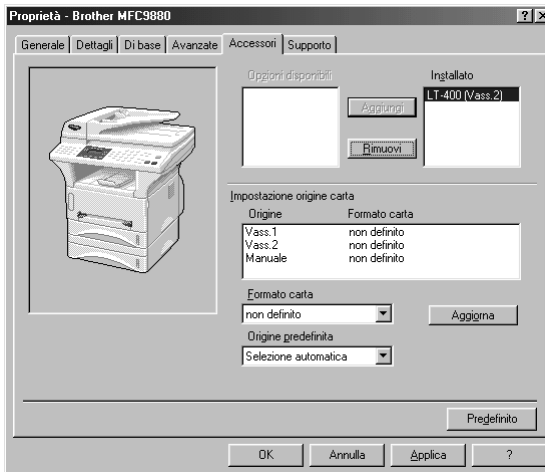 Proprietà - Brother MFC9880
Generale Dettagli Di base Avanzate Accessori Supporto
Opzioni disponibili
Installato
LT-400 (Vass.2)
Aggiungi
Rimuovi
Impostazione origine carta
Origine Formato carta
Vass.1 non definito
Vass.2 non definito
Manuale non definito
Formato carta
non definito
Aggiorna
Origine predefinita
Selezione automatica
Predefinito
OK Annulla Applica ?